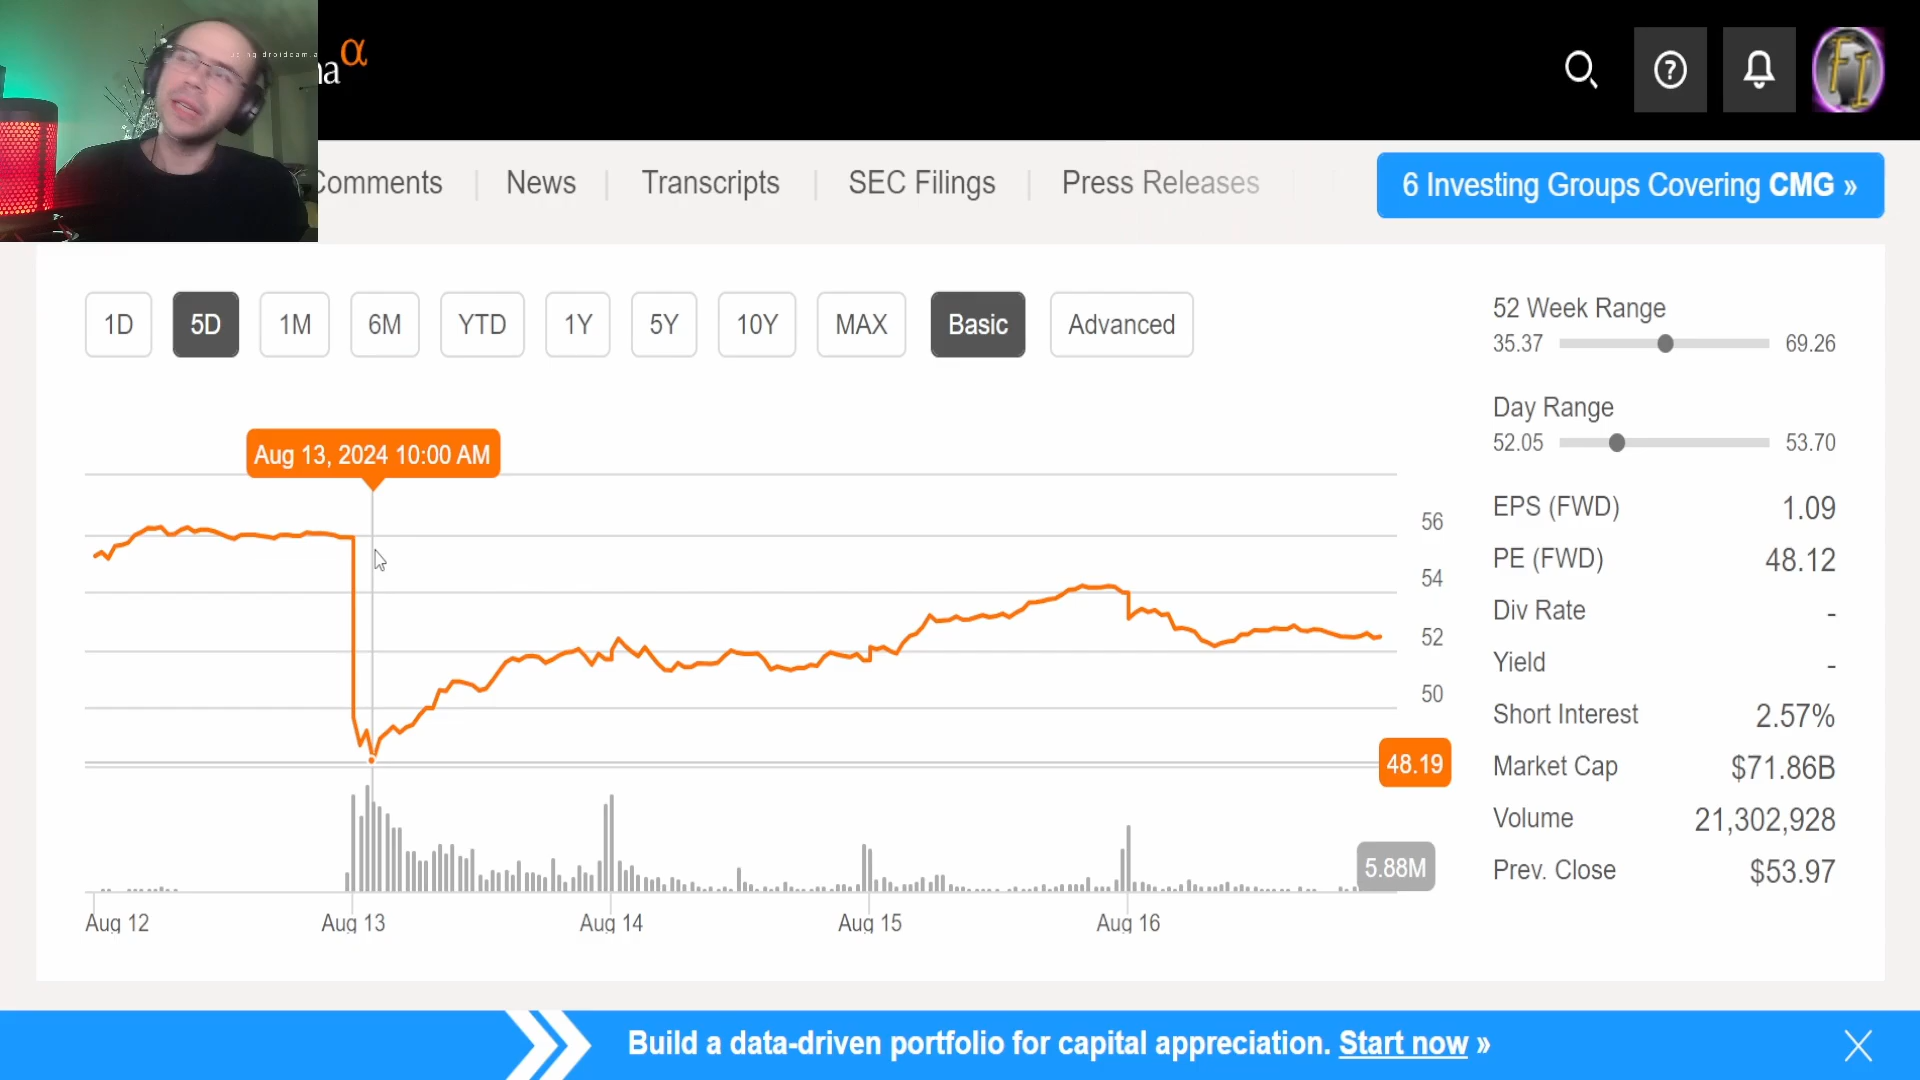 aα
Comments
News
Transcripts
SEC Filings
Press Releases
6 Investing Groups Covering CMG »
1D
5D
1M
6M
YTD
1Y
5Y
10Y
MAX
Basic
Advanced
Aug 13, 2024 10:00 AM
56
54
52
50
48.19
5.88M
Aug 12
Aug 13
Aug 14
Aug 15
Aug 16
52 Week Range
35.37
69.26
Day Range
52.05
53.70
EPS (FWD) 1.09
PE (FWD) 48.12
Div Rate -
Yield -
Short Interest 2.57%
Market Cap $71.86B
Volume 21,302,928
Prev. Close $53.97
Build a data-driven portfolio for capital appreciation. Start now »